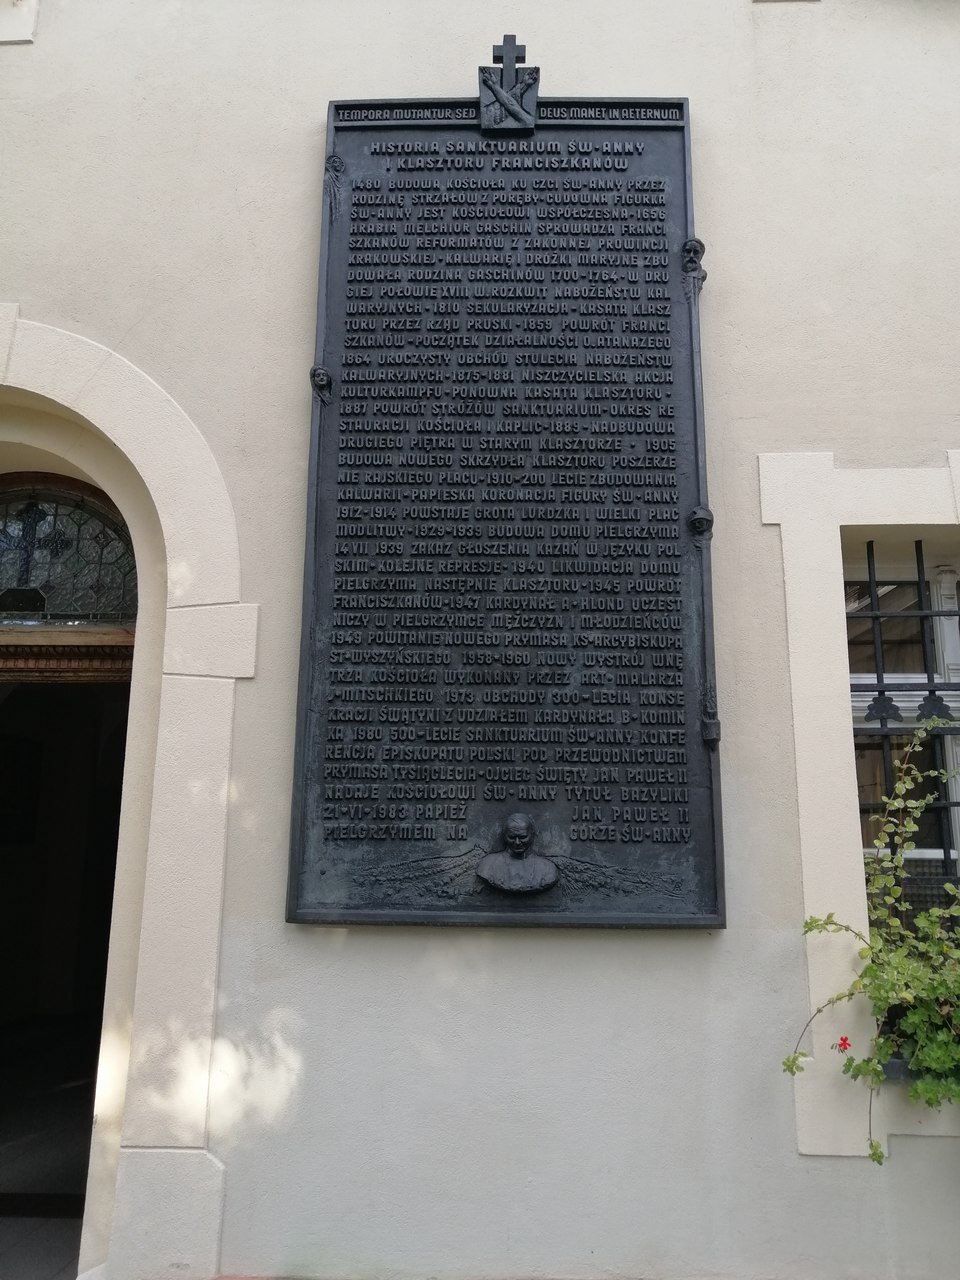 TEMPORA MUTANTUR SED DEUS MANET IN AETERNUM
HISTORIA SANKTUARIUM ŚW·ANNY
I KLASZTORU FRANCISZKANÓW
1480 BUDOWA KOŚCIOŁA KU CZCI ŚW·ANNY PRZEZ
RODZINĘ STRZAŁÓW Z PORĘBY·CUDOWNA FIGURKA
ŚW·ANNY JEST KOŚCIOŁOWI WSPÓŁCZESNA·1656
HRABIA MELCHIOR GASCHIN SPROWADZA FRANCI
SZKANÓW REFORMATÓW Z ZAKONNEJ PROWINCJI
KRAKOWSKIEJ·KALWARIĘ I DRÓŻKI MARYJNE ZBU
DOWAŁA RODZINA GASCHINÓW 1700·1764·W DRU
GIEJ POŁOWIE XVIII W. ROZKWIT NABOŻEŃSTW KAL
WARYJNYCH·1810 SEKULARYZACJA·KASATA KLASZ
TORU PRZEZ RZĄD PRUSKI·1859 POWRÓT FRANCI
SZKANÓW·POCZĄTEK DZIAŁALNOŚCI O.ATANAZEGO
1864 UROCZYSTY OBCHÓD STULECIA NABOŻEŃSTW
KALWARYJNYCH·1875·1881 NISZCZYCIELSKA AKCJA
KULTURKAMPFU·PONOWNA KASATA KLASZTORU·
1887 POWRÓT STRÓŻÓW SANKTUARIUM·OKRES RE
STAURACJI KOŚCIOŁA I KAPLIC·1889·NADBUDOWA
DRUGIEGO PIĘTRA W STARYM KLASZTORZE · 1905
BUDOWA NOWEGO SKRZYDŁA KLASZTORU POSZERZE
NIE RAJSKIEGO PLACU·1910·200 LECIE ZBUDOWANIA
KALWARII·PAPIESKA KORONACJA FIGURY ŚW·ANNY
1912·1914 POWSTAJE GROTA LURDZKA I WIELKI PLAC
MODLITWY·1929·1939 BUDOWA DOMU PIELGRZYMA
14 VII 1939 ZAKAZ GŁOSZENIA KAZAŃ W JĘZYKU POL
SKIM·KOLEJNE REPRESJE·1940 LIKWIDACJA DOMU
PIELGRZYMA NASTĘPNIE KLASZTORU·1945 POWRÓT
FRANCISZKANÓW·1947 KARDYNAŁ A·HLOND UCZEST
NICZY W PIELGRZYMCE MĘŻCZYZN I MŁODZIEŃCÓW
1949 POWITANIE NOWEGO PRYMASA KS·ARCYBISKUPA
ST·WYSZYŃSKIEGO 1958·1960 NOWY WYSTRÓJ WNĘ
TRZA KOŚCIOŁA WYKONANY PRZEZ ART·MALARZA
J·MITSCHKIEGO 1973 OBCHODY 300·LECIA KONSE
KRACJI ŚWIĄTYNI Z UDZIAŁEM KARDYNAŁA B·KOMIN
KA 1980 500·LECIE SANKTUARIUM ŚW·ANNY KONFE
RENCJA EPISKOPATU POLSKI POD PRZEWODNICTWEM
PRYMASA TYSIĄCLECIA·OJCIEC ŚWIĘTY JAN PAWEŁ II
NADAJE KOŚCIOŁOWI ŚW·ANNY TYTUŁ BAZYLIKI
21·VI·1983 PAPIEŻ JAN PAWEŁ II
PIELGRZYMEM NA GÓRZE ŚW·ANNY